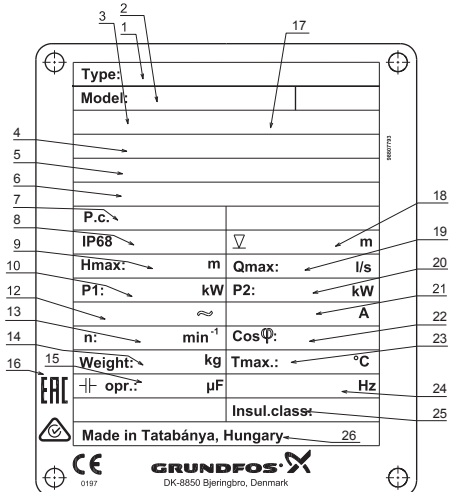 2
3
17
1
Type:
Model:
98807793
4
5
6
7
P.c.
18
8
IP68
m
19
9
Hmax: m Qmax: l/s
20
10
P1: kW P2: kW
21
12
A
22
13
n: min-1 Cosφ:
23
14
Weight: kg Tmax.: °C
15
16
opr.: µF Hz
24
EAC
Insul.class:
25
Made in Tatabánya, Hungary
26
CE
0197
GRUNDFOS
DK-8850 Bjeringbro, Denmark